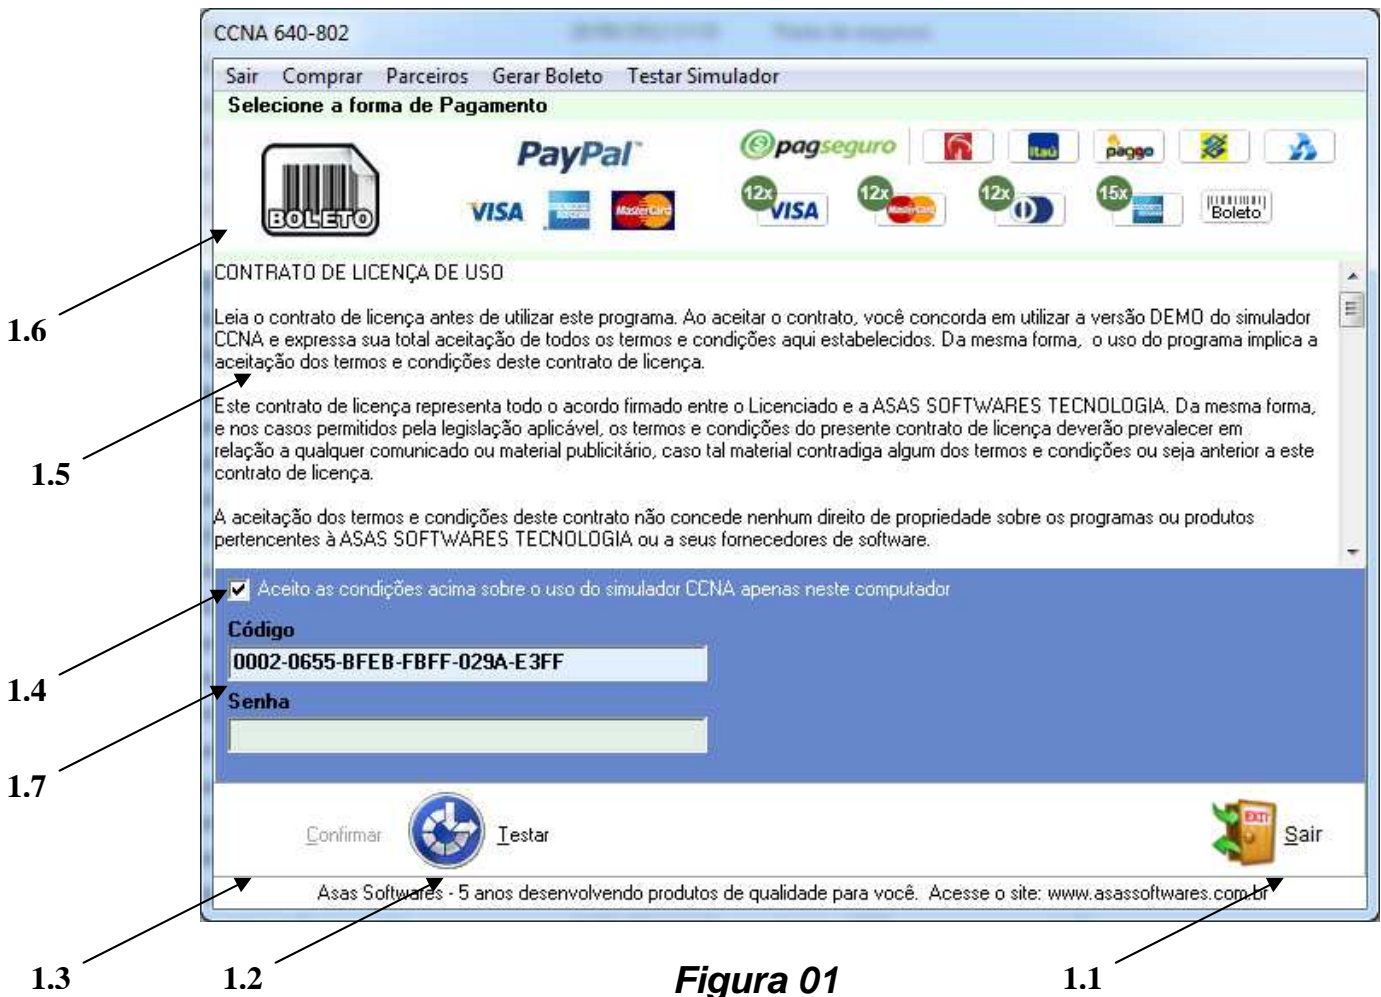 CCNA 640-802
Sair Comprar Parceiros Gerar Boleto Testar Simulador
Selecione a forma de Pagamento
BOLETO
PayPal
VISA AMERICAN EXPRESS MasterCard
pagseguro Itaú paggo
12x VISA 12x MasterCard 12x 15x Boleto
CONTRATO DE LICENÇA DE USO
Leia o contrato de licença antes de utilizar este programa. Ao aceitar o contrato, você concorda em utilizar a versão DEMO do simulador
CCNA e expressa sua total aceitação de todos os termos e condições aqui estabelecidos. Da mesma forma, o uso do programa implica a
aceitação dos termos e condições deste contrato de licença.
Este contrato de licença representa todo o acordo firmado entre o Licenciado e a ASAS SOFTWARES TECNOLOGIA. Da mesma forma,
e nos casos permitidos pela legislação aplicável, os termos e condições do presente contrato de licença deverão prevalecer em
relação a qualquer comunicado ou material publicitário, caso tal material contradiga algum dos termos e condições ou seja anterior a este
contrato de licença.
A aceitação dos termos e condições deste contrato não concede nenhum direito de propriedade sobre os programas ou produtos
pertencentes à ASAS SOFTWARES TECNOLOGIA ou a seus fornecedores de software.
Aceito as condições acima sobre o uso do simulador CCNA apenas neste computador
Código
0002-0655-BFEB-FBFF-029A-E3FF
Senha
Confirmar Testar EXIT Sair
Asas Softwares - 5 anos desenvolvendo produtos de qualidade para você. Acesse o site: www.asassoftwares.com.br
1.6
1.5
1.4
1.7
1.3 1.2 Figura 01 1.1